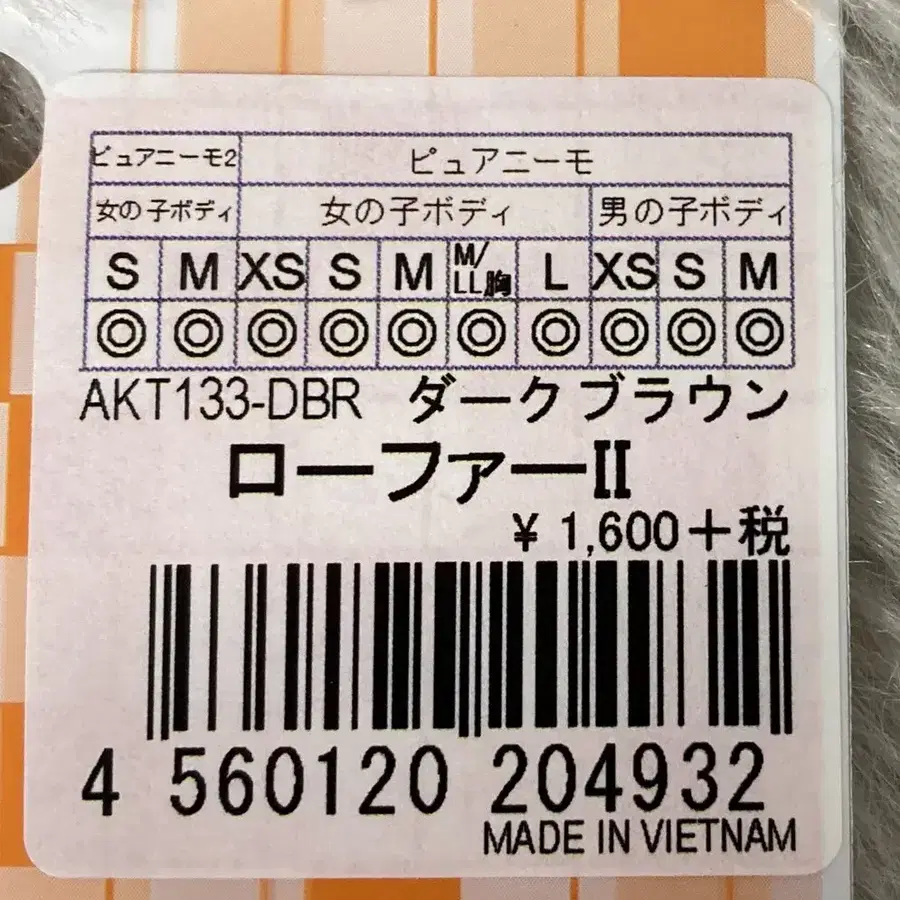 ピュアニーモ2 ピュアニーモ
女の子ボディ 女の子ボディ 男の子ボディ
S M XS S M M/LL胸 L XS S M
◎ ◎ ◎ ◎ ◎ ◎ ◎ ◎ ◎ ◎
AKT133-DBR ダークブラウン
ローファーII
¥ 1,600+税
4 560120 204932
MADE IN VIETNAM